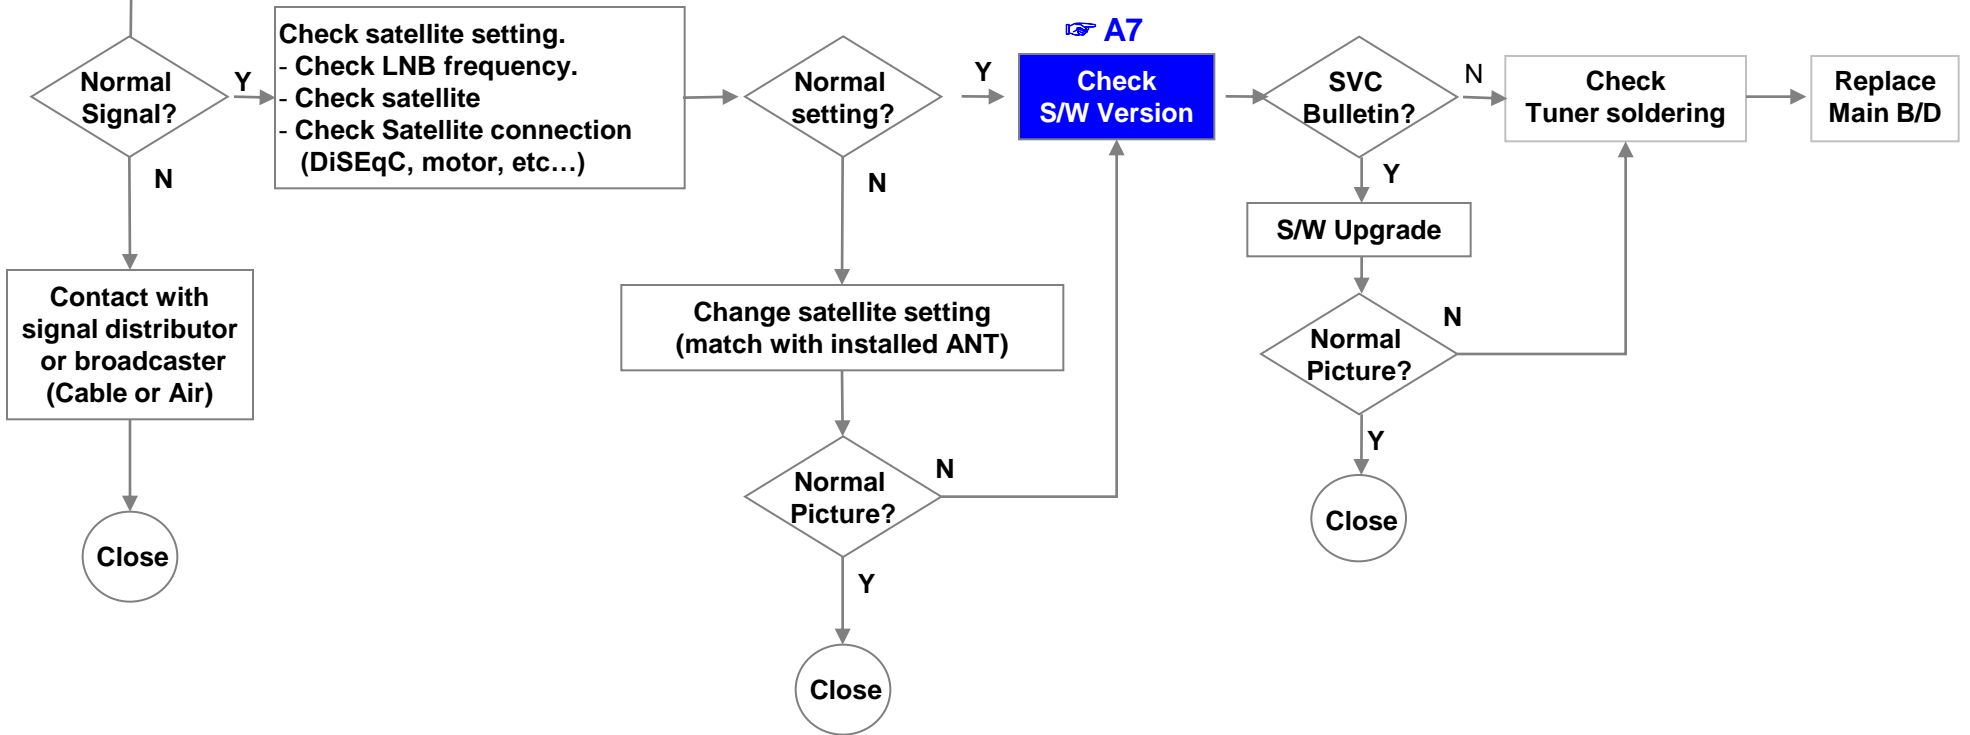 Normal
Signal?
Y
N
Contact with
signal distributor
or broadcaster
(Cable or Air)
Close
Check satellite setting.
- Check LNB frequency.
- Check satellite
- Check Satellite connection
(DiSEqC, motor, etc…)
Normal
setting?
Y
N
Change satellite setting
(match with installed ANT)
Normal
Picture?
N
Y
Close
☞ A7
Check
S/W Version
SVC
Bulletin?
N
Y
S/W Upgrade
Normal
Picture?
N
Y
Close
Check
Tuner soldering
Replace
Main B/D